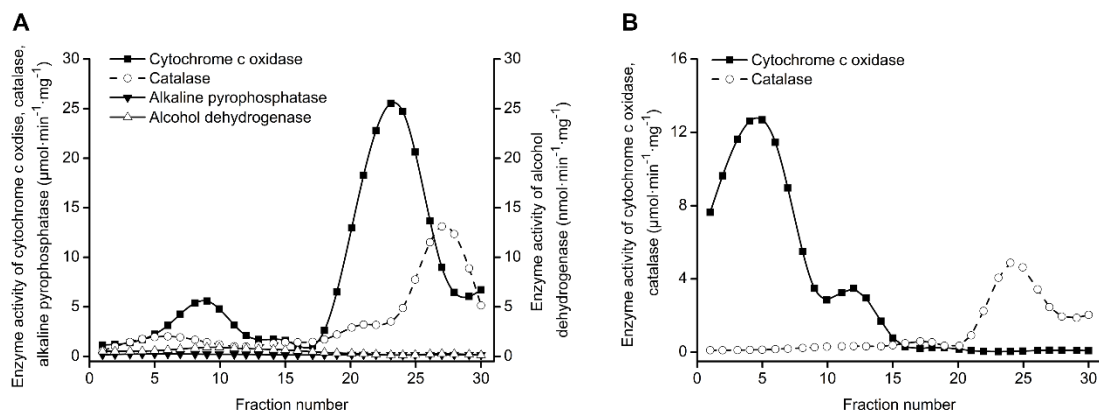 A
Enzyme activity of cytochrome c oxdise, catalase,
alkaline pyrophosphatase (μmol·min⁻¹·mg⁻¹)
30
25
20
15
10
5
0
Cytochrome c oxidase
Catalase
Alkaline pyrophosphatase
Alcohol dehydrogenase
30
25
20
15
10
5
0
Enzyme activity of alcohol
dehydrogenase (nmol·min⁻¹·mg⁻¹)
0 5 10 15 20 25 30
Fraction number
B
Enzyme activity of cytochrome c oxidase,
catalase (μmol·min⁻¹·mg⁻¹)
16
12
8
4
0
Cytochrome c oxidase
Catalase
0 5 10 15 20 25 30
Fraction number